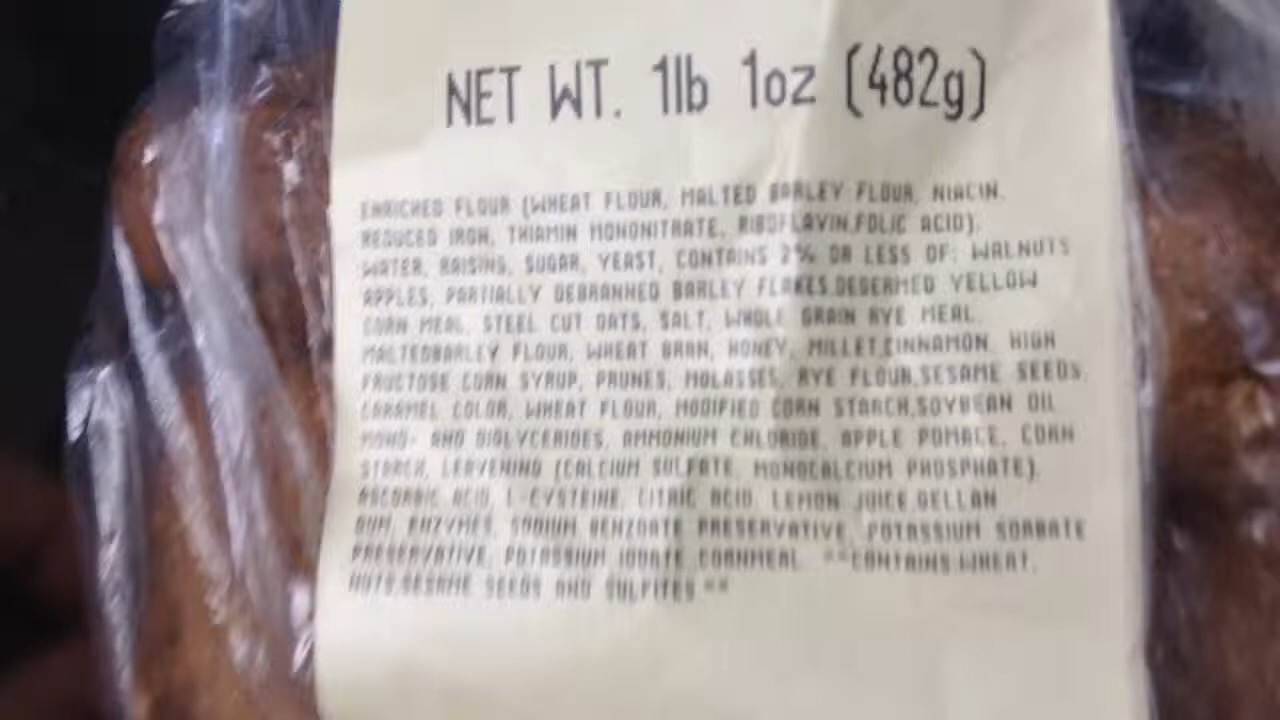 NET WT. 1lb 1oz (482g)
ENRICHED FLOUR (WHEAT FLOUR, MALTED BARLEY FLOUR, NIACIN,
REDUCED IRON, THIAMIN MONONITRATE, RIBOFLAVIN,FOLIC ACID),
WATER, RAISINS, SUGAR, YEAST, CONTAINS 2% OR LESS OF: WALNUTS
APPLES, PARTIALLY DEBRANNED BARLEY FLAKES,DEGERMED YELLOW
CORN MEAL, STEEL CUT OATS, SALT, WHOLE GRAIN RYE MEAL,
MALTEDBARLEY FLOUR, WHEAT BRAN, HONEY, MILLET,CINNAMON, HIGH
FRUCTOSE CORN SYRUP, PRUNES, MOLASSES, RYE FLOUR,SESAME SEEDS,
CARAMEL COLOR, WHEAT FLOUR, MODIFIED CORN STARCH,SOYBEAN OIL
MONO- AND DIGLYCERIDES, AMMONIUM CHLORIDE, APPLE POMACE, CORN
STARCH, LEAVENING (CALCIUM SULFATE, MONOCALCIUM PHOSPHATE),
ASCORBIC ACID, L-CYSTEINE, CITRIC ACID, LEMON JUICE,GELLAN
GUM, ENZYMES, SODIUM BENZOATE PRESERVATIVE, POTASSIUM SORBATE
PRESERVATIVE, POTASSIUM IODATE,CORNMEAL **CONTAINS:WHEAT,
NUTS,SESAME SEEDS AND SULFITES **